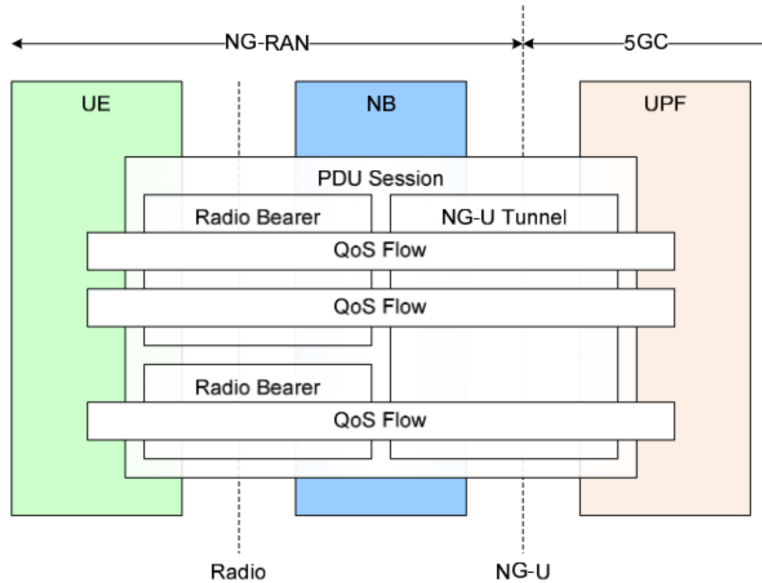 NG-RAN 5GC
UE NB UPF
PDU Session
Radio Bearer NG-U Tunnel
QoS Flow
QoS Flow
Radio Bearer
QoS Flow
Radio NG-U